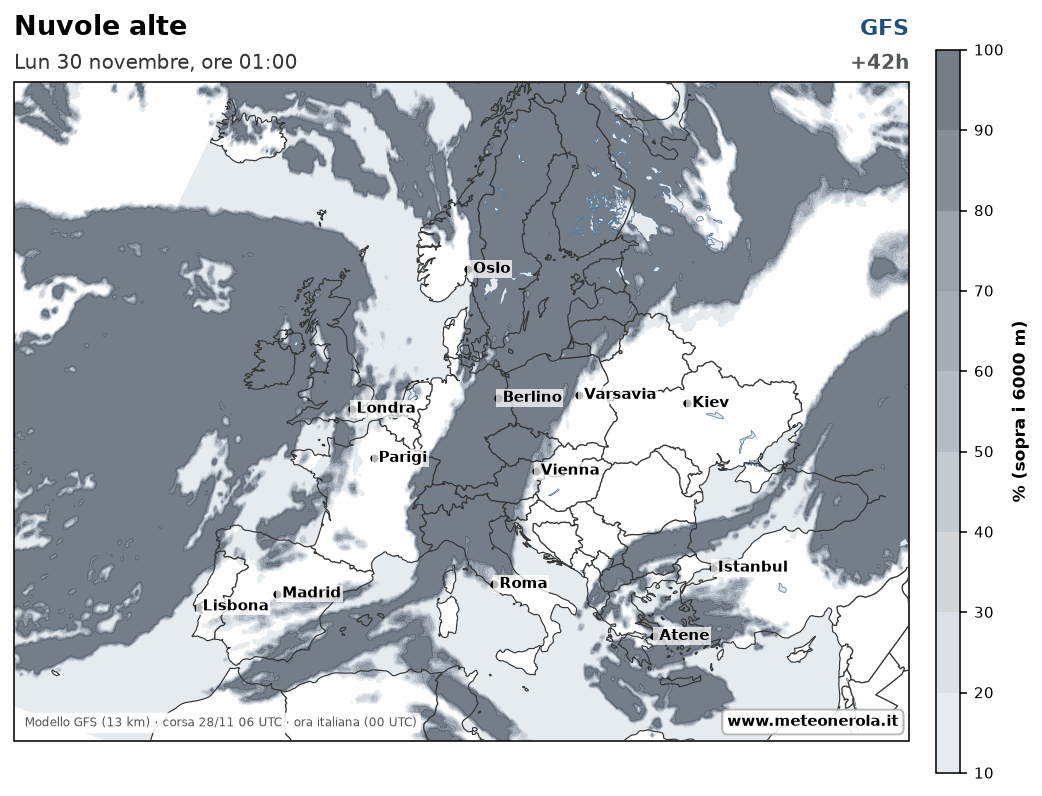 Nuvole alte
GFS
Lun 30 novembre, ore 01:00
+42h
100
90
80
70
60
50
40
30
20
10
% (sopra i 6000 m)
Oslo
Berlino
Varsavia
Kiev
Londra
Parigi
Vienna
Istanbul
Roma
Madrid
Lisbona
Atene
Modello GFS (13 km) · corsa 28/11 06 UTC · ora italiana (00 UTC)
www.meteonerola.it